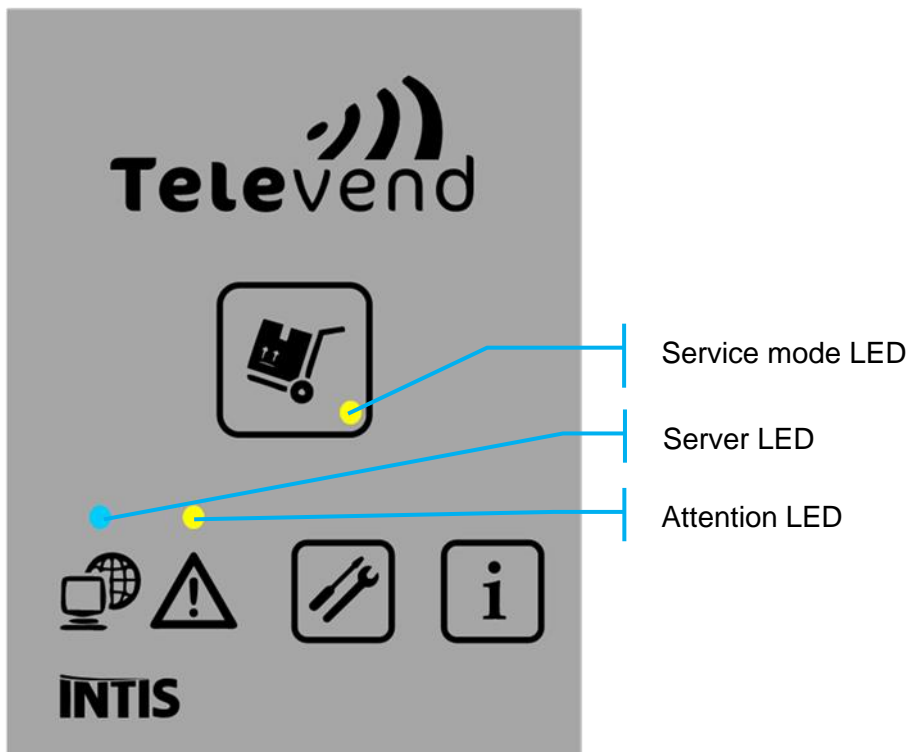 Televend
Service mode LED
Server LED
Attention LED
i
INTIS